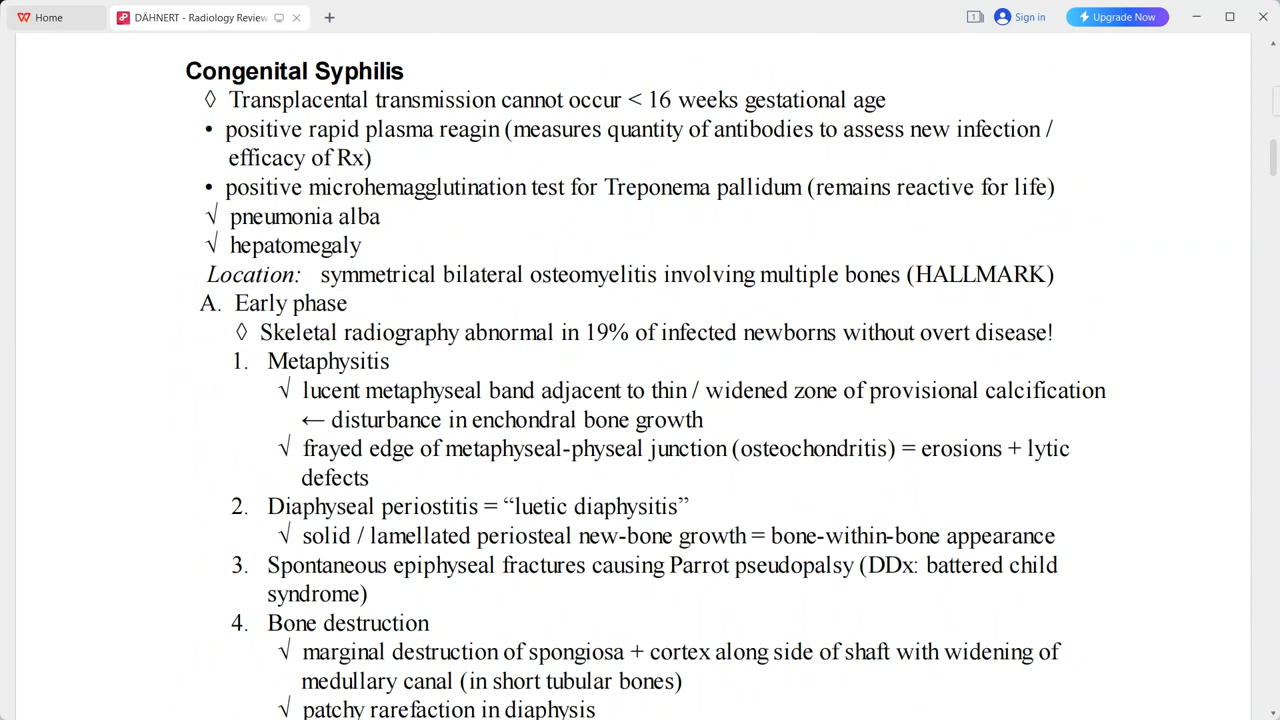 Home
DÄHNERT - Radiology Review
1
Sign in
Upgrade Now
Congenital Syphilis
◊ Transplacental transmission cannot occur < 16 weeks gestational age
• positive rapid plasma reagin (measures quantity of antibodies to assess new infection /
efficacy of Rx)
• positive microhemagglutination test for Treponema pallidum (remains reactive for life)
√ pneumonia alba
√ hepatomegaly
Location: symmetrical bilateral osteomyelitis involving multiple bones (HALLMARK)
A. Early phase
◊ Skeletal radiography abnormal in 19% of infected newborns without overt disease!
1. Metaphysitis
√ lucent metaphyseal band adjacent to thin / widened zone of provisional calcification
← disturbance in enchondral bone growth
√ frayed edge of metaphyseal-physeal junction (osteochondritis) = erosions + lytic
defects
2. Diaphyseal periostitis = “luetic diaphysitis”
√ solid / lamellated periosteal new-bone growth = bone-within-bone appearance
3. Spontaneous epiphyseal fractures causing Parrot pseudopalsy (DDx: battered child
syndrome)
4. Bone destruction
√ marginal destruction of spongiosa + cortex along side of shaft with widening of
medullary canal (in short tubular bones)
√ patchy rarefaction in diaphysis